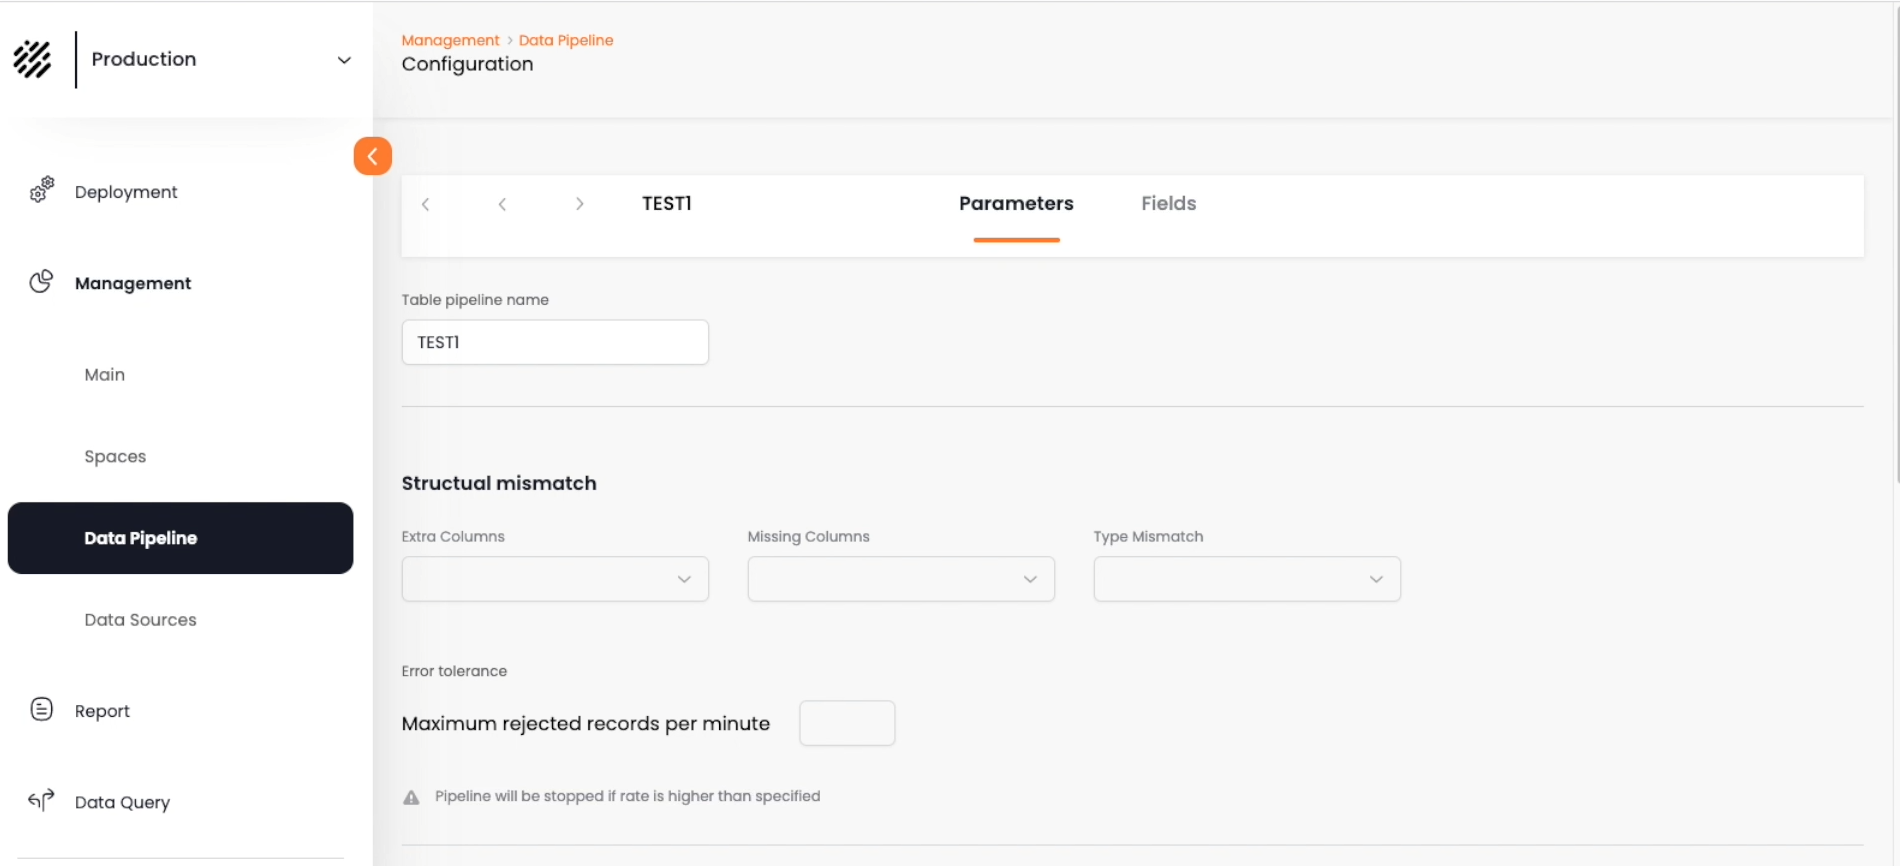 Production
Deployment
Management
Main
Spaces
Data Pipeline
Data Sources
Report
Data Query
Management > Data Pipeline
Configuration
TEST1
Parameters
Fields
Table pipeline name
TEST1
Structual mismatch
Extra Columns
Missing Columns
Type Mismatch
Error tolerance
Maximum rejected records per minute
Pipeline will be stopped if rate is higher than specified